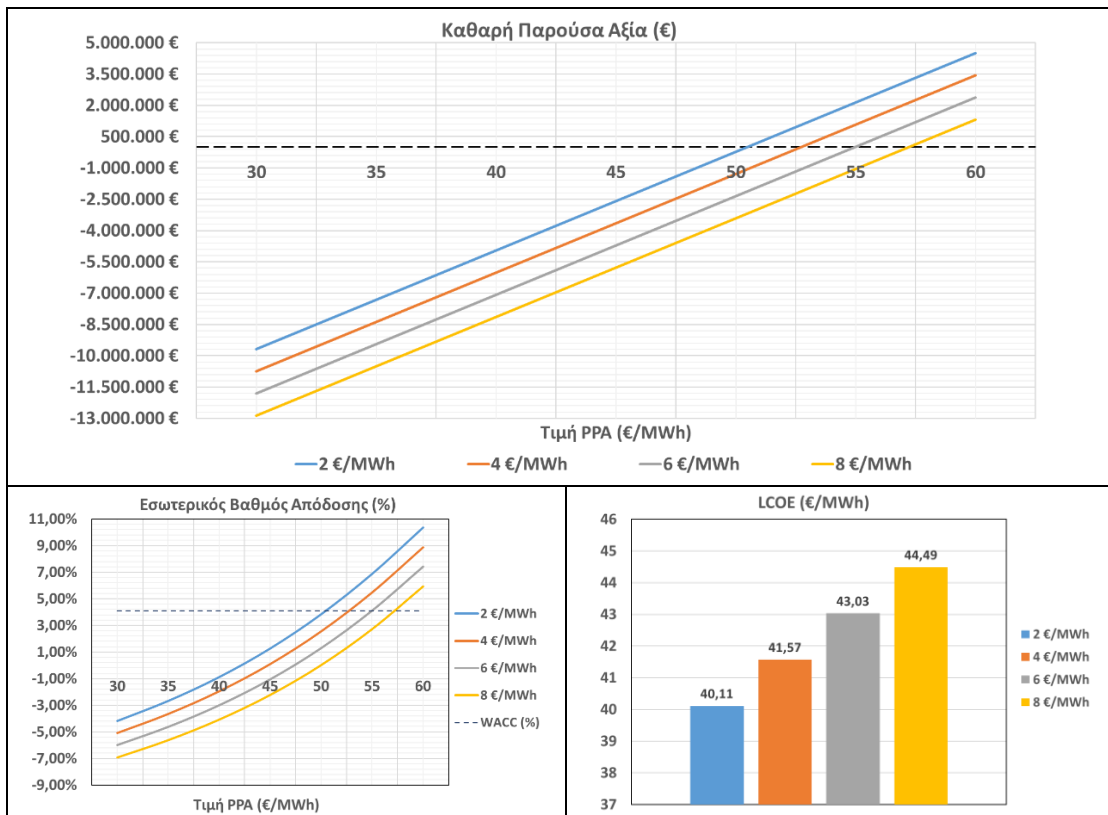 Καθαρή Παρούσα Αξία (€)
5.000.000 €
3.500.000 €
2.000.000 €
500.000 €
-1.000.000 €
-2.500.000 €
-4.000.000 €
-5.500.000 €
-7.000.000 €
-8.500.000 €
-10.000.000 €
-11.500.000 €
-13.000.000 €
30 35 40 45 50 55 60
Τιμή PPA (€/MWh)
2 €/MWh 4 €/MWh 6 €/MWh 8 €/MWh
Εσωτερικός Βαθμός Απόδοσης (%)
11,00%
9,00%
7,00%
5,00%
3,00%
1,00%
-1,00%
-3,00%
-5,00%
-7,00%
-9,00%
30 35 40 45 50 55 60
Τιμή PPA (€/MWh)
2 €/MWh
4 €/MWh
6 €/MWh
8 €/MWh
WACC (%)
LCOE (€/MWh)
46
45
44
43
42
41
40
39
38
37
40,11
41,57
43,03
44,49
2 €/MWh
4 €/MWh
6 €/MWh
8 €/MWh